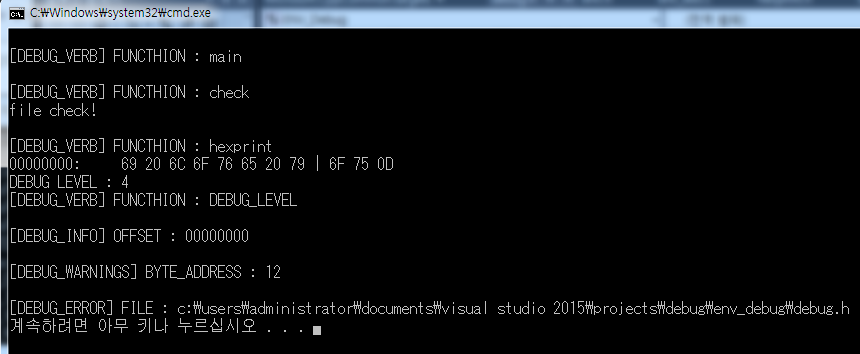 C:₩Windows₩system32₩cmd.exe
[DEBUG_VERB] FUNCTHION : main
[DEBUG_VERB] FUNCTHION : check
file check!
[DEBUG_VERB] FUNCTHION : hexprint
00000000:     69 20 6C 6F 76 65 20 79 | 6F 75 0D
DEBUG LEVEL : 4
[DEBUG_VERB] FUNCTHION : DEBUG_LEVEL
[DEBUG_INFO] OFFSET : 00000000
[DEBUG_WARNINGS] BYTE_ADDRESS : 12
[DEBUG_ERROR] FILE : c:₩users₩administrator₩documents₩visual studio 2015₩projects₩debug₩env_debug₩debug.h
계속하려면 아무 키나 누르십시오 . . .